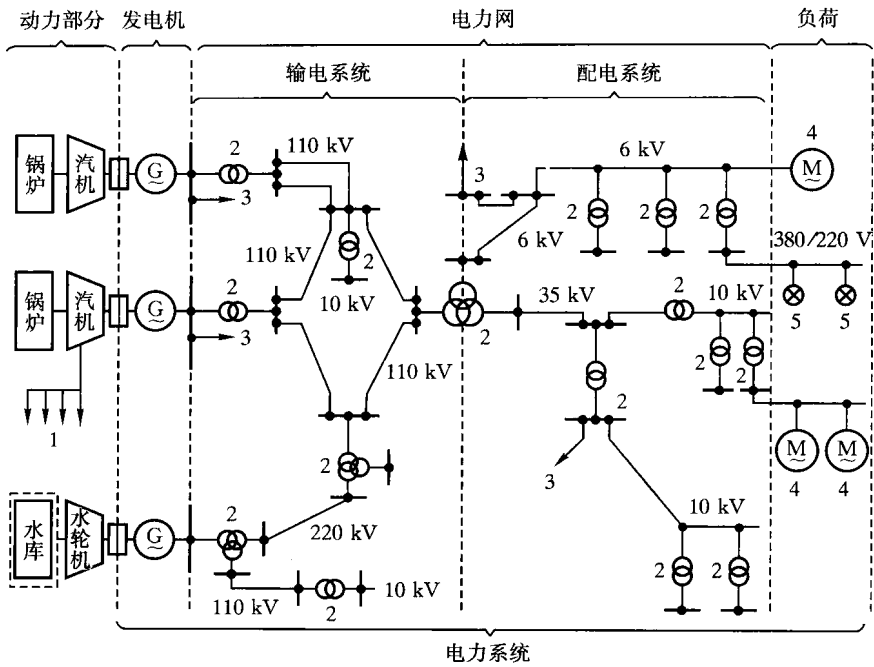 动力部分 发电机 电力网 负荷
输电系统 配电系统
锅炉 汽机 G 2 110 kV 3 6 kV 4 M
3 2 2 2 2
110 kV 2 6 kV 380/220 V
锅炉 汽机 G 2 10 kV 35 kV 2 10 kV 5 5
3 2 2 2
110 kV
1 2
2 3 M M
4 4
水库 水轮机 G 2 220 kV 10 kV
2 2
110 kV 2 10 kV
电力系统